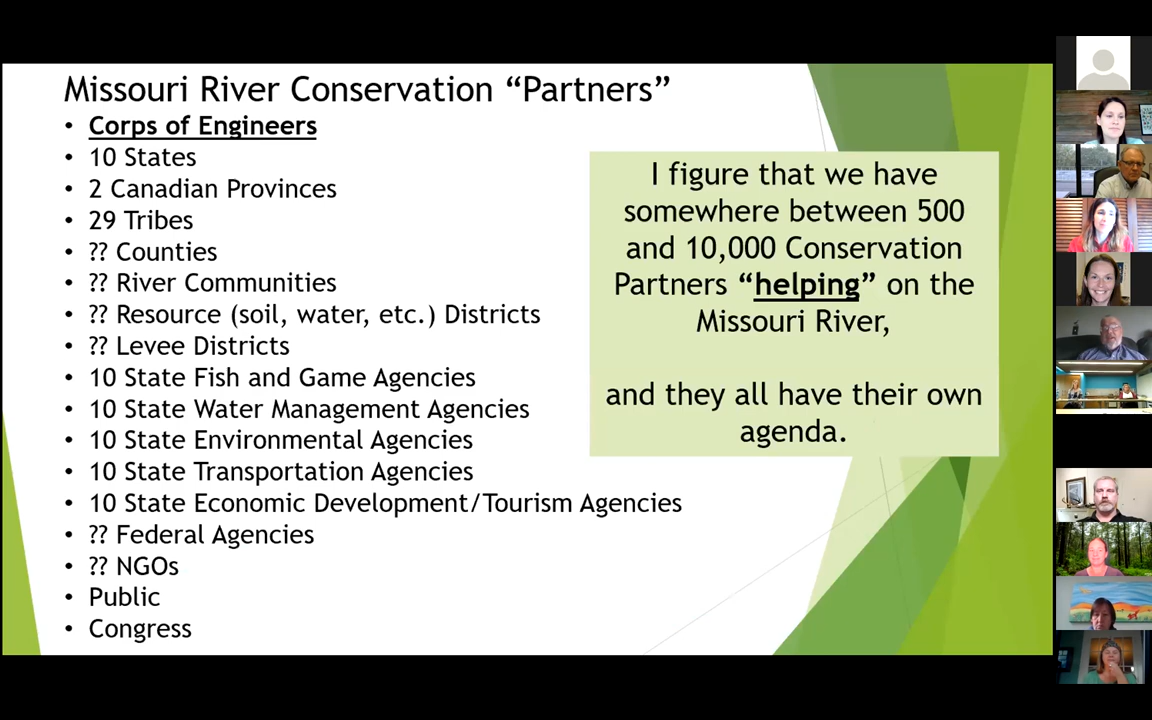 Missouri River Conservation “Partners”
• Corps of Engineers
• 10 States
• 2 Canadian Provinces
• 29 Tribes
• ?? Counties
• ?? River Communities
• ?? Resource (soil, water, etc.) Districts
• ?? Levee Districts
• 10 State Fish and Game Agencies
• 10 State Water Management Agencies
• 10 State Environmental Agencies
• 10 State Transportation Agencies
• 10 State Economic Development/Tourism Agencies
• ?? Federal Agencies
• ?? NGOs
• Public
• Congress
I figure that we have
somewhere between 500
and 10,000 Conservation
Partners “helping” on the
Missouri River,
and they all have their own
agenda.